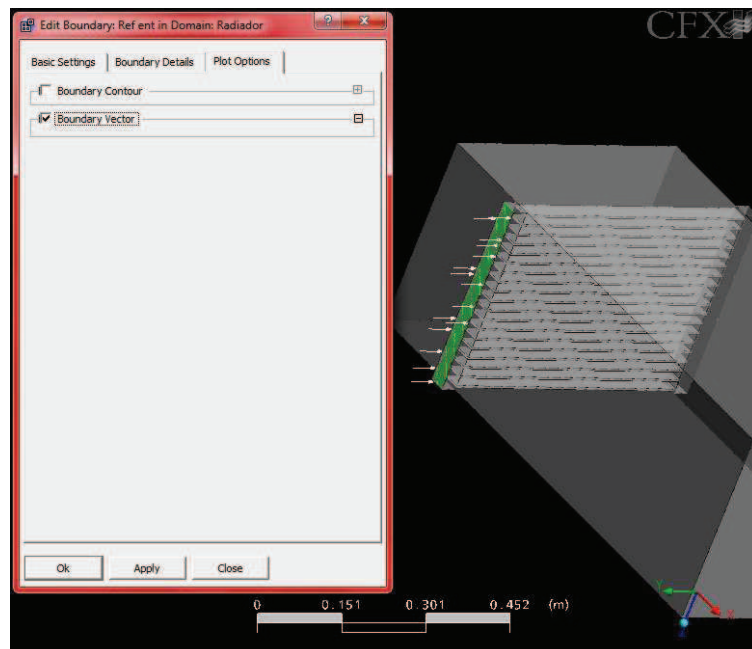 Edit Boundary: Ref ent in Domain: Radiador
CFX
Basic Settings Boundary Details Plot Options
Boundary Contour
Boundary Vector
Ok Apply Close
0 0.151 0.301 0.452 (m)
Y X